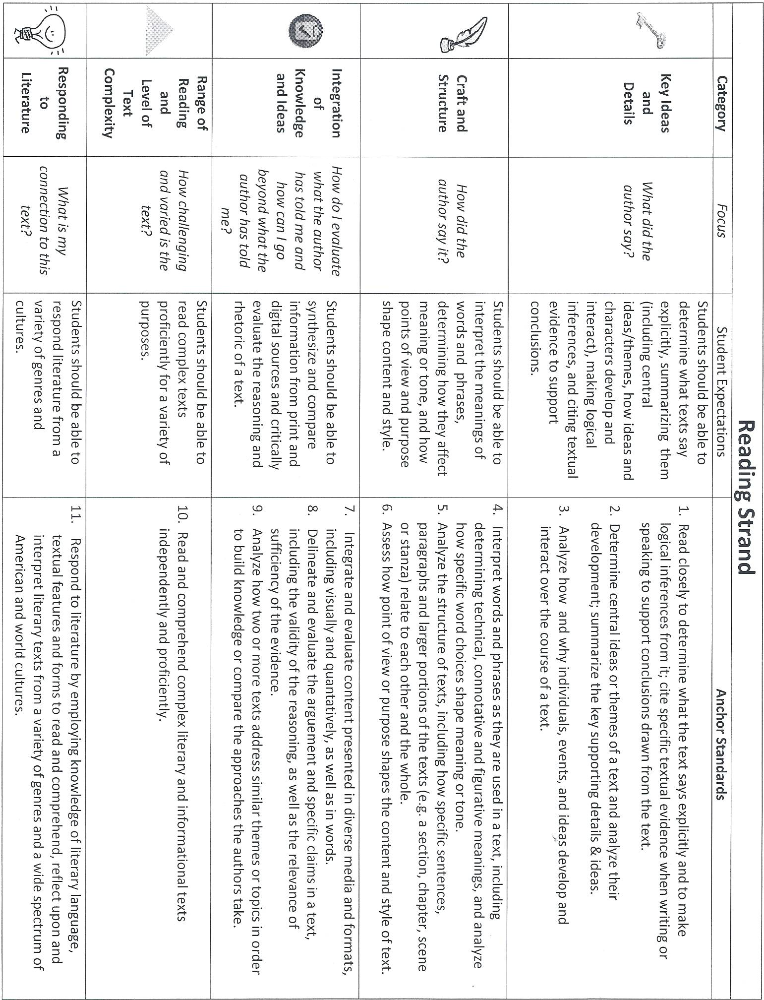 Reading Strand
Category
Focus
Student Expectations
Anchor Standards
Key Ideas
and
Details
What did the
author say?
Students should be able to
determine what texts say
explicitly, summarizing them
(including central
ideas/themes, how ideas and
characters develop and
interact), making logical
inferences, and citing textual
evidence to support
conclusions.
1. Read closely to determine what the text says explicitly and to make
logical inferences from it; cite specific textual evidence when writing or
speaking to support conclusions drawn from the text.
2. Determine central ideas or themes of a text and analyze their
development; summarize the key supporting details & ideas.
3. Analyze how and why individuals, events, and ideas develop and
interact over the course of a text.
Craft and
Structure
How did the
author say it?
Students should be able to
interpret the meanings of
words and phrases,
determining how they affect
meaning or tone, and how
points of view and purpose
shape content and style.
4. Interpret words and phrases as they are used in a text, including
determining technical, connotative and figurative meanings, and analyze
how specific word choices shape meaning or tone.
5. Analyze the structure of texts, including how specific sentences,
paragraphs and larger portions of the texts (e.g. a section, chapter, scene
or stanza) relate to each other and the whole.
6. Assess how point of view or purpose shapes the content and style of text.
Integration
of
Knowledge
and Ideas
How do I evaluate
what the author
has told me and
how can I go
beyond what the
author has told
me?
Students should be able to
synthesize and compare
information from print and
digital sources and critically
evaluate the reasoning and
rhetoric of a text.
7. Integrate and evaluate content presented in diverse media and formats,
including visually and quantatively, as well as in words.
8. Delineate and evaluate the arguement and specific claims in a text,
including the validity of the reasoning, as well as the relevance of
sufficiency of the evidence.
9. Analyze how two or more texts address similar themes or topics in order
to build knowledge or compare the approaches the authors take.
Range of
Reading
and
Level of
Text
Complexity
How challenging
and varied is the
text?
Students should be able to
read complex texts
proficiently for a variety of
purposes.
10. Read and comprehend complex literary and informational texts
independently and proficiently.
Responding
to
Literature
What is my
connection to this
text?
Students should be able to
respond literature from a
variety of genres and
cultures.
11. Respond to literature by employing knowledge of literary language,
textual features and forms to read and comprehend, reflect upon and
interpret literary texts from a variety of genres and a wide spectrum of
American and world cultures.